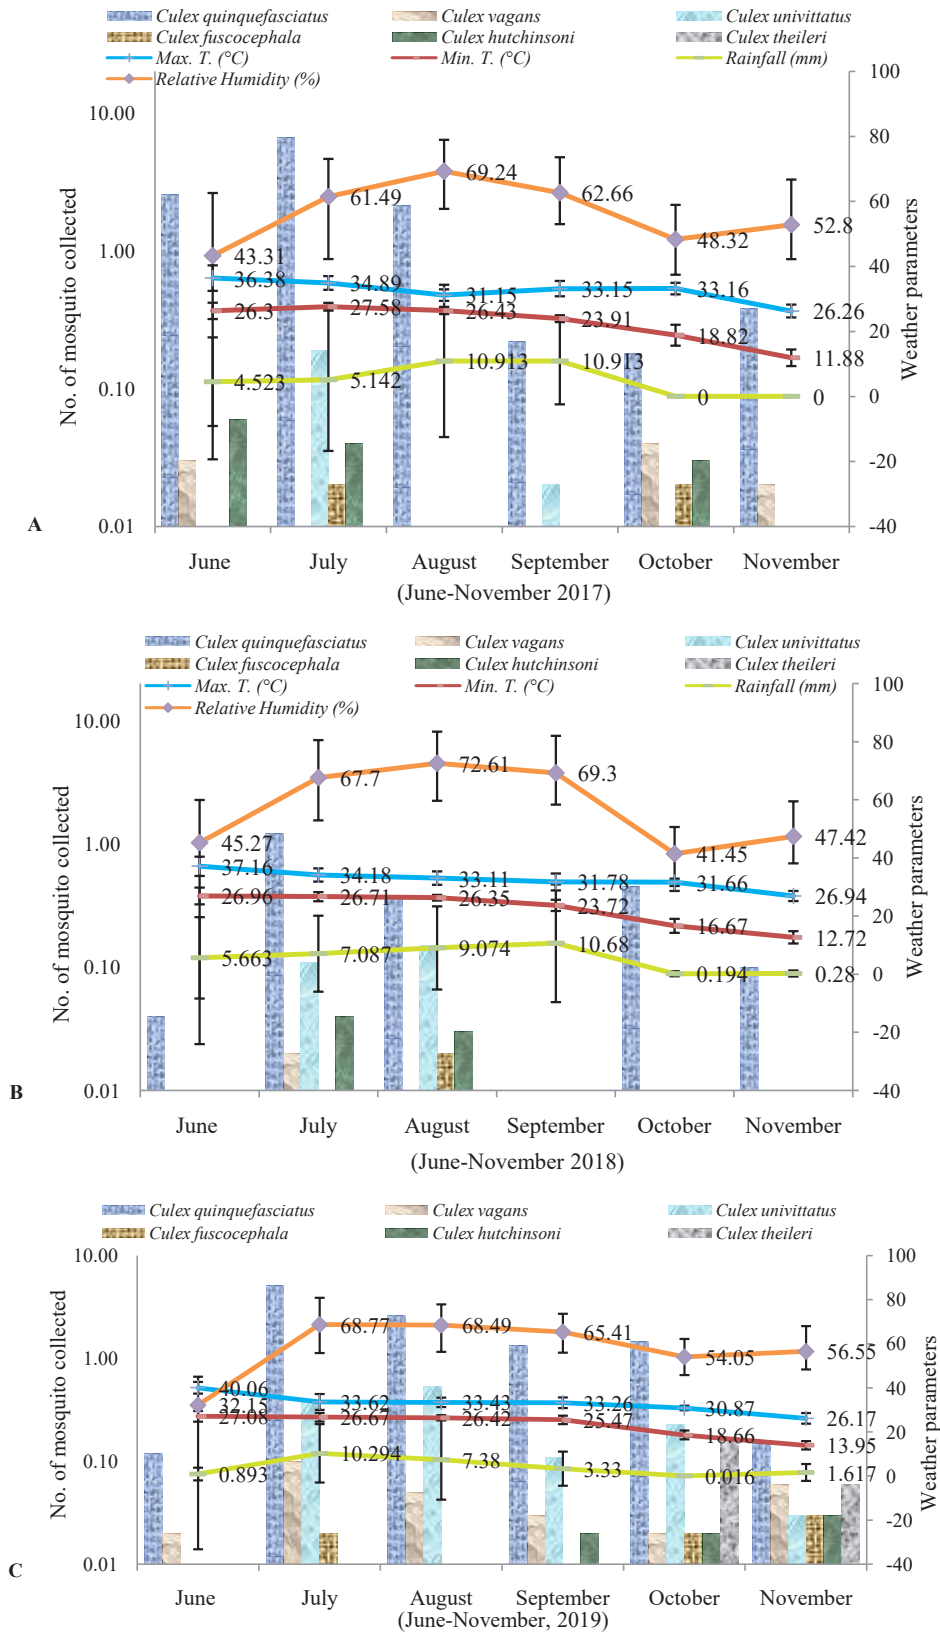 Culex quinquefasciatus Culex vagans Culex univittatus
Culex fuscocephala Culex hutchinsoni Culex theileri
Max. T. (°C) Min. T. (°C) Rainfall (mm)
Relative Humidity (%)
No. of mosquito collected
10.00
1.00
0.10
0.01
43.31 61.49 69.24 62.66 48.32 52.8
36.38 34.89 31.15 33.15 33.16 26.26
26.3 27.58 26.43 23.91 18.82 11.88
4.523 5.142 10.913 10.913 0 0
100
80
60
40
20
0
-20
-40
Weather parameters
A
June July August September October November
(June-November 2017)
Culex quinquefasciatus Culex vagans Culex univittatus
Culex fuscocephala Culex hutchinsoni Culex theileri
Max. T. (°C) Min. T. (°C) Rainfall (mm)
Relative Humidity (%)
No. of mosquito collected
10.00
1.00
0.10
0.01
45.27 67.7 72.61 69.3 41.45 47.42
37.16 34.18 33.11 31.78 31.66 26.94
26.96 26.71 26.35 23.72 16.67 12.72
5.663 7.087 9.074 10.68 0.194 0.28
100
80
60
40
20
0
-20
-40
Weather parameters
B
June July August September October November
(June-November 2018)
Culex quinquefasciatus Culex vagans Culex univittatus
Culex fuscocephala Culex hutchinsoni Culex theileri
No. of mosquito collected
10.00
1.00
0.10
0.01
32.15 68.77 68.49 65.41 54.05 56.55
40.06 33.62 33.43 33.26 30.87 26.17
27.08 26.67 26.42 25.47 18.66 13.95
0.893 10.294 7.38 3.33 0.016 1.617
100
80
60
40
20
0
-20
-40
Weather parameters
C
June July August September October November
(June-November, 2019)